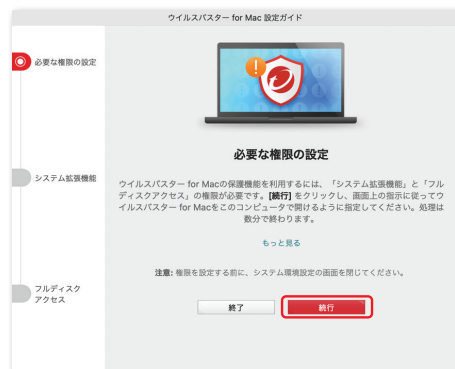 ウイルスバスター for Mac 設定ガイド
必要な権限の設定
システム拡張機能
フルディスク
アクセス
必要な権限の設定
ウイルスバスター for Macの保護機能を利用するには、「システム拡張機能」と「フル
ディスクアクセス」の権限が必要です。[続行] をクリックし、画面上の指示に従ってウ
イルスバスター for Macをこのコンピュータで開けるように指定してください。処理は
数分で終わります。
もっと見る
注意: 権限を設定する前に、システム環境設定の画面を閉じてください。
終了
続行